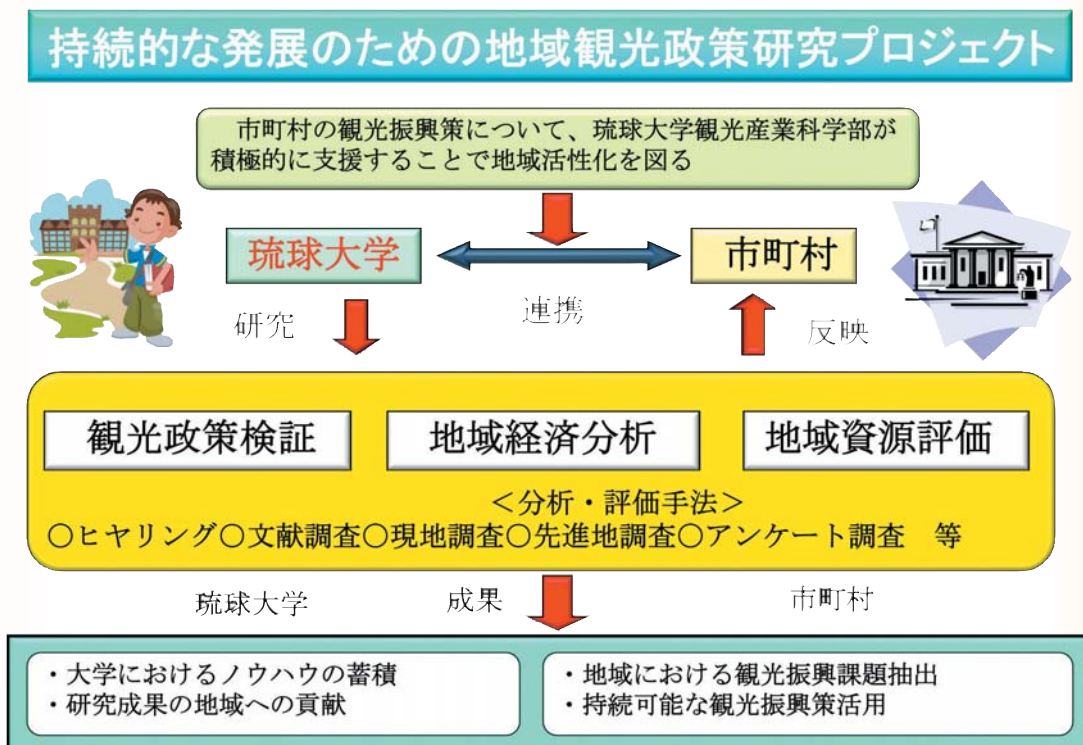 持続的な発展のための地域観光政策研究プロジェクト
市町村の観光振興策について、琉球大学観光産業科学部が
積極的に支援することで地域活性化を図る
琉球大学
市町村
連携
研究
反映
観光政策検証
地域経済分析
地域資源評価
<分析・評価手法>
○ヒヤリング○文献調査○現地調査○先進地調査○アンケート調査 等
琉球大学
成果
市町村
・大学におけるノウハウの蓄積
・研究成果の地域への貢献
・地域における観光振興課題抽出
・持続可能な観光振興策活用